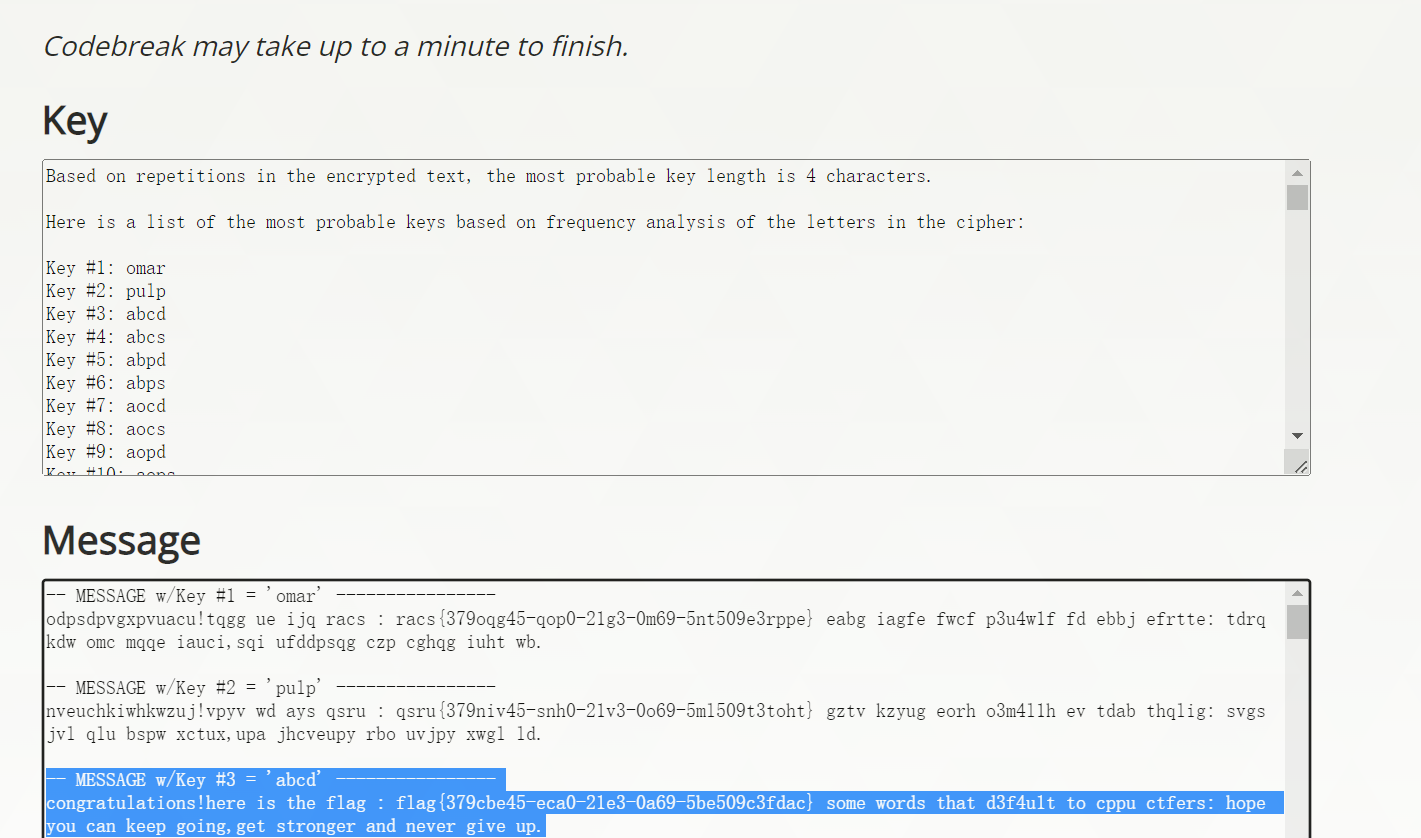 Codebreak may take up to a minute to finish.
Key
Based on repetitions in the encrypted text, the most probable key length is 4 characters.
Here is a list of the most probable keys based on frequency analysis of the letters in the cipher:
Key #1: omar
Key #2: pulp
Key #3: abcd
Key #4: abcs
Key #5: abpd
Key #6: abps
Key #7: aocd
Key #8: aocs
Key #9: aopd
Key #10: aops
Message
-- MESSAGE w/Key #1 = 'omar' ----------------
odpsdpvgxpvuacu!tqgg ue ijq racs : racs{379oqg45-qop0-21g3-0m69-5nt509e3rppe} eabg iagfe fwcf p3u4wlf fd ebbj efrtte: tdrq
kdw omc mqqe iauci,sqi ufddpsqg czp cghqg iuht wb.
-- MESSAGE w/Key #2 = 'pulp' ----------------
nveuchkiwhkwzuj!vpyv wd ays qsru : qsru{379niv45-snh0-21v3-0o69-5ml509t3toht} gztv kzyug eorh o3m4llh ev tdab thqlig: svgs
jvl qlu bspw xctux,upa jhcveupy rbo uvjpy xwgl ld.
-- MESSAGE w/Key #3 = 'abcd' ----------------
congratulations!here is the flag : flag{379cbe45-eca0-21e3-0a69-5be509c3fdac} some words that d3f4ult to cppu ctfers: hope
you can keep going,get stronger and never give up.